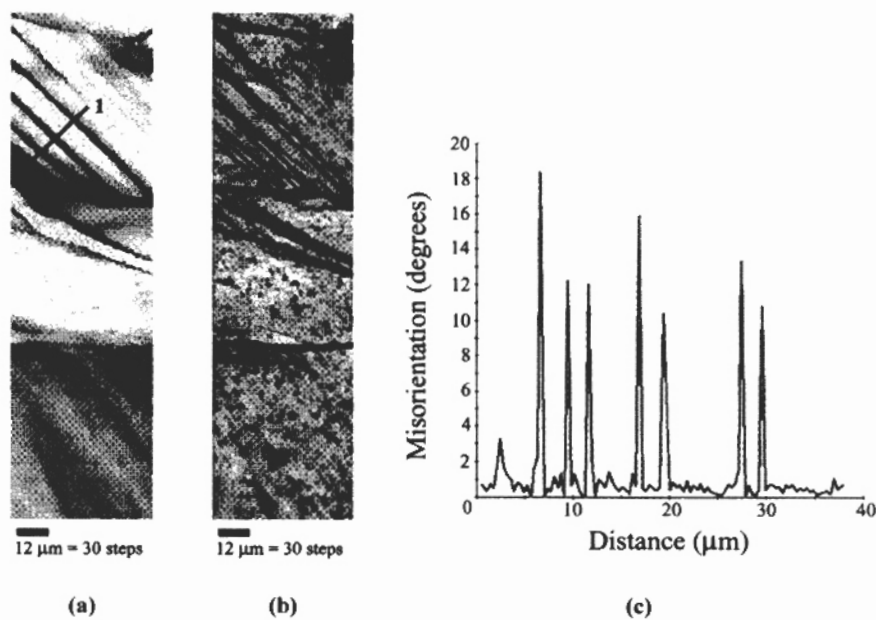 1
20
18
16
14
12
10
8
6
4
2
0
10
20
30
40
Misorientation (degrees)
Distance (μm)
12 μm = 30 steps
12 μm = 30 steps
(a)
(b)
(c)